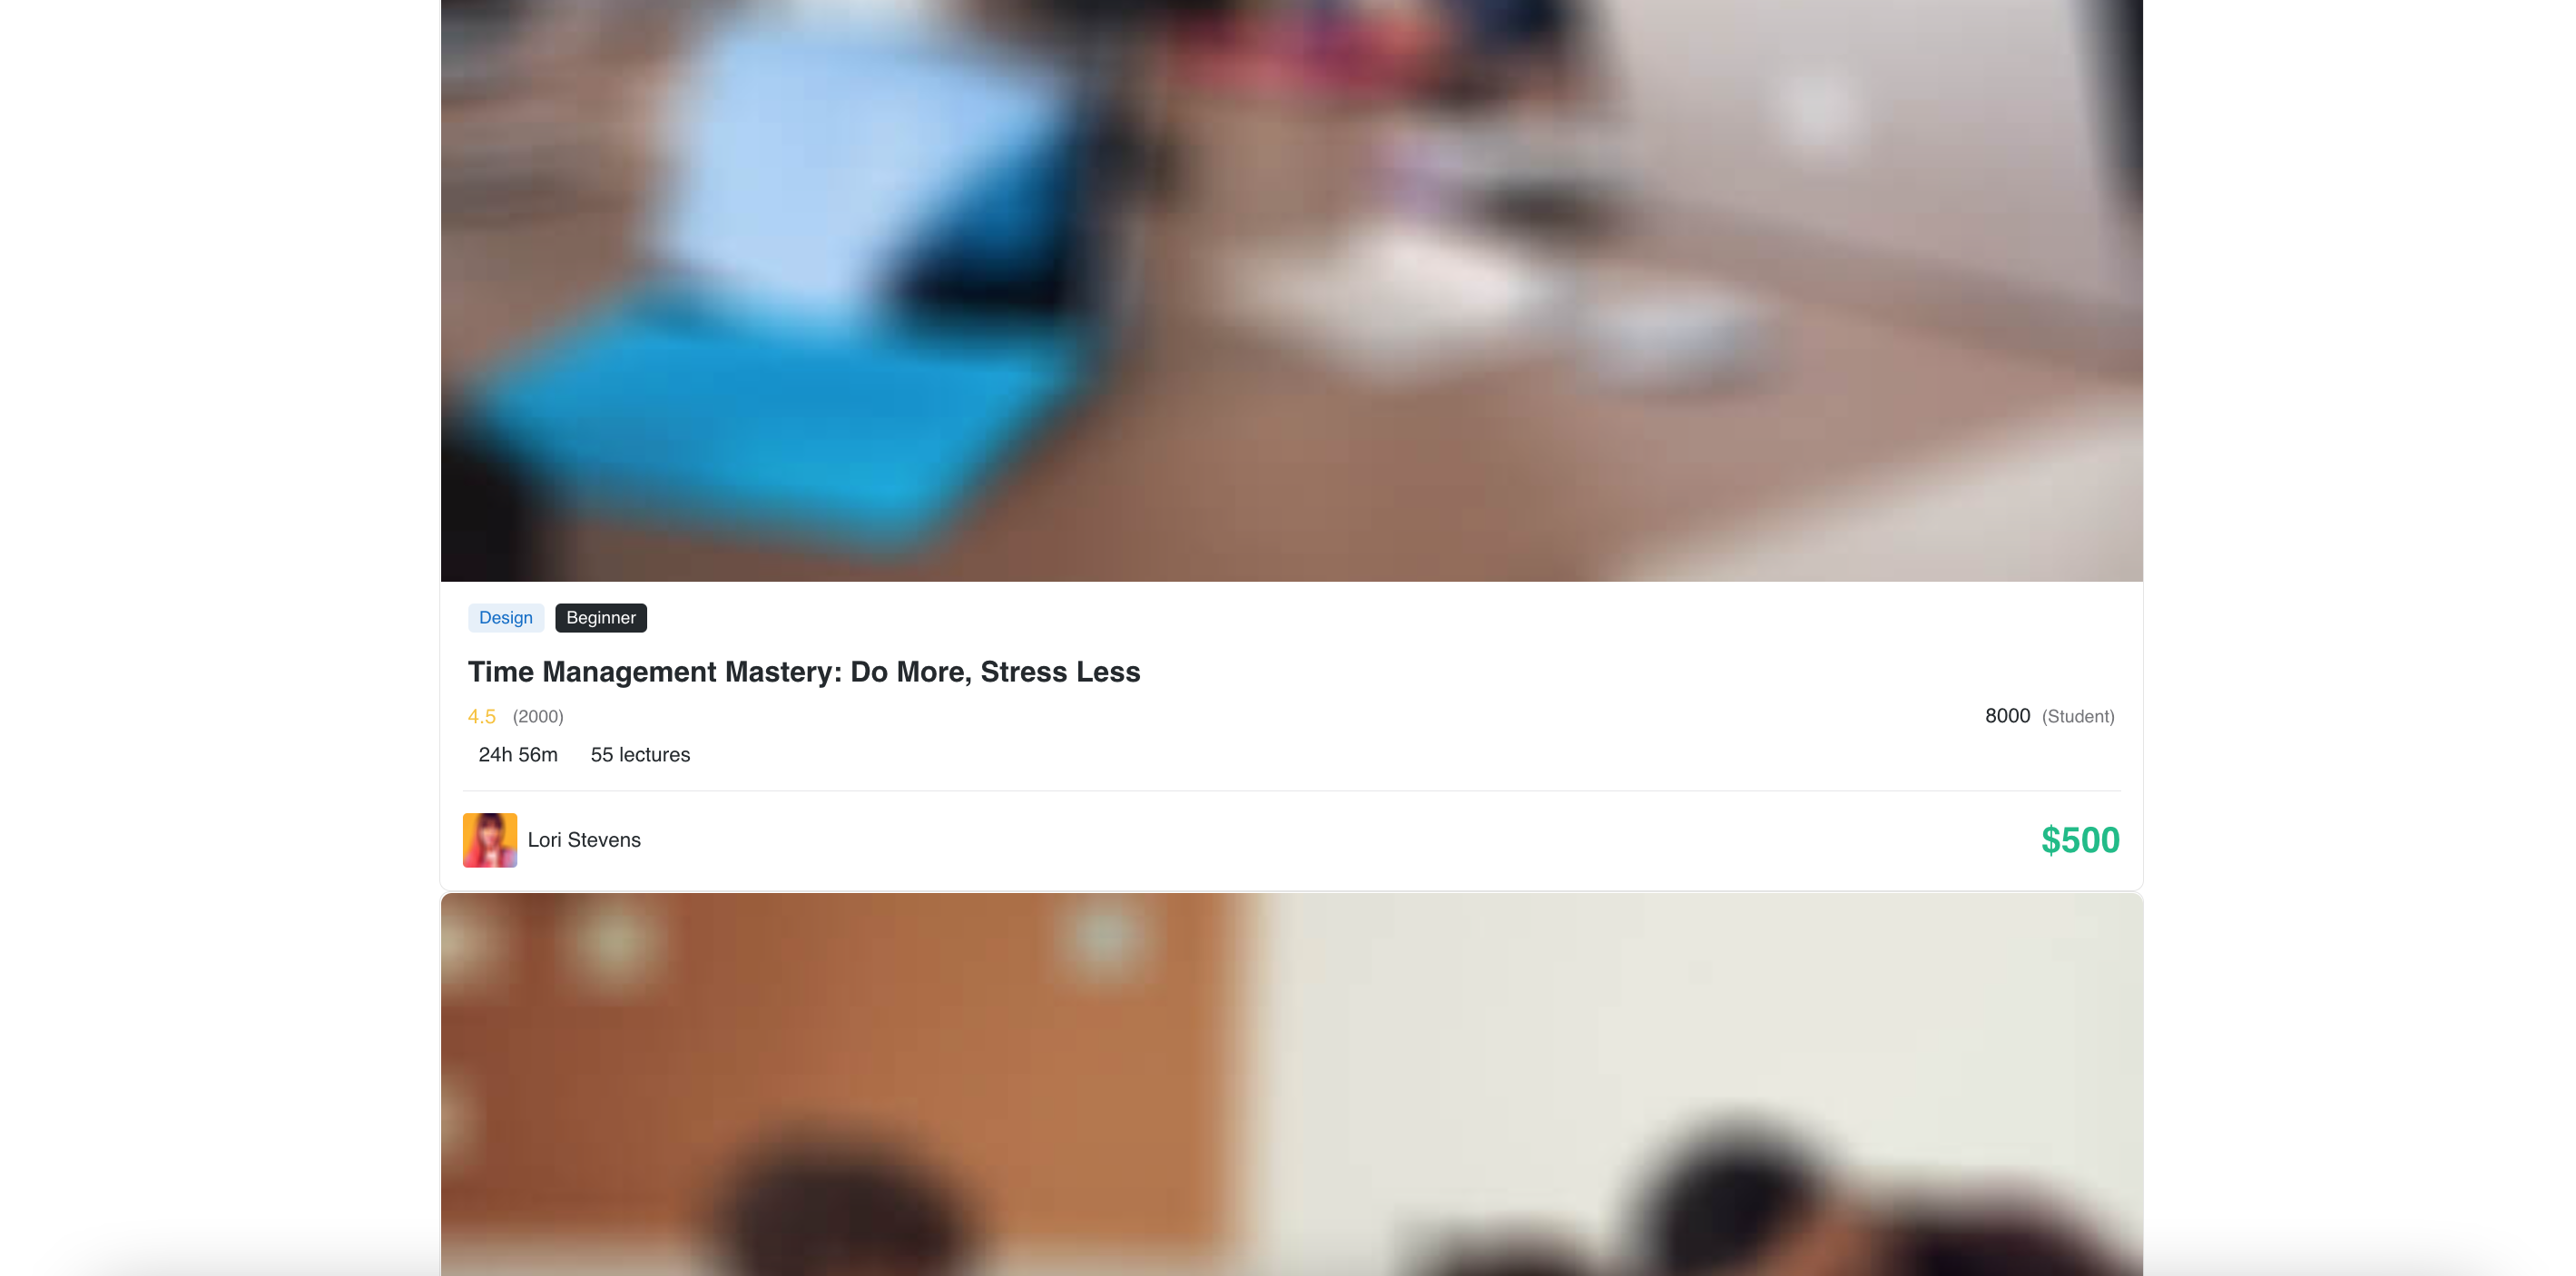 Design Beginner
Time Management Mastery: Do More, Stress Less
4.5 (2000) 8000 (Student)
24h 56m 55 lectures
Lori Stevens $500